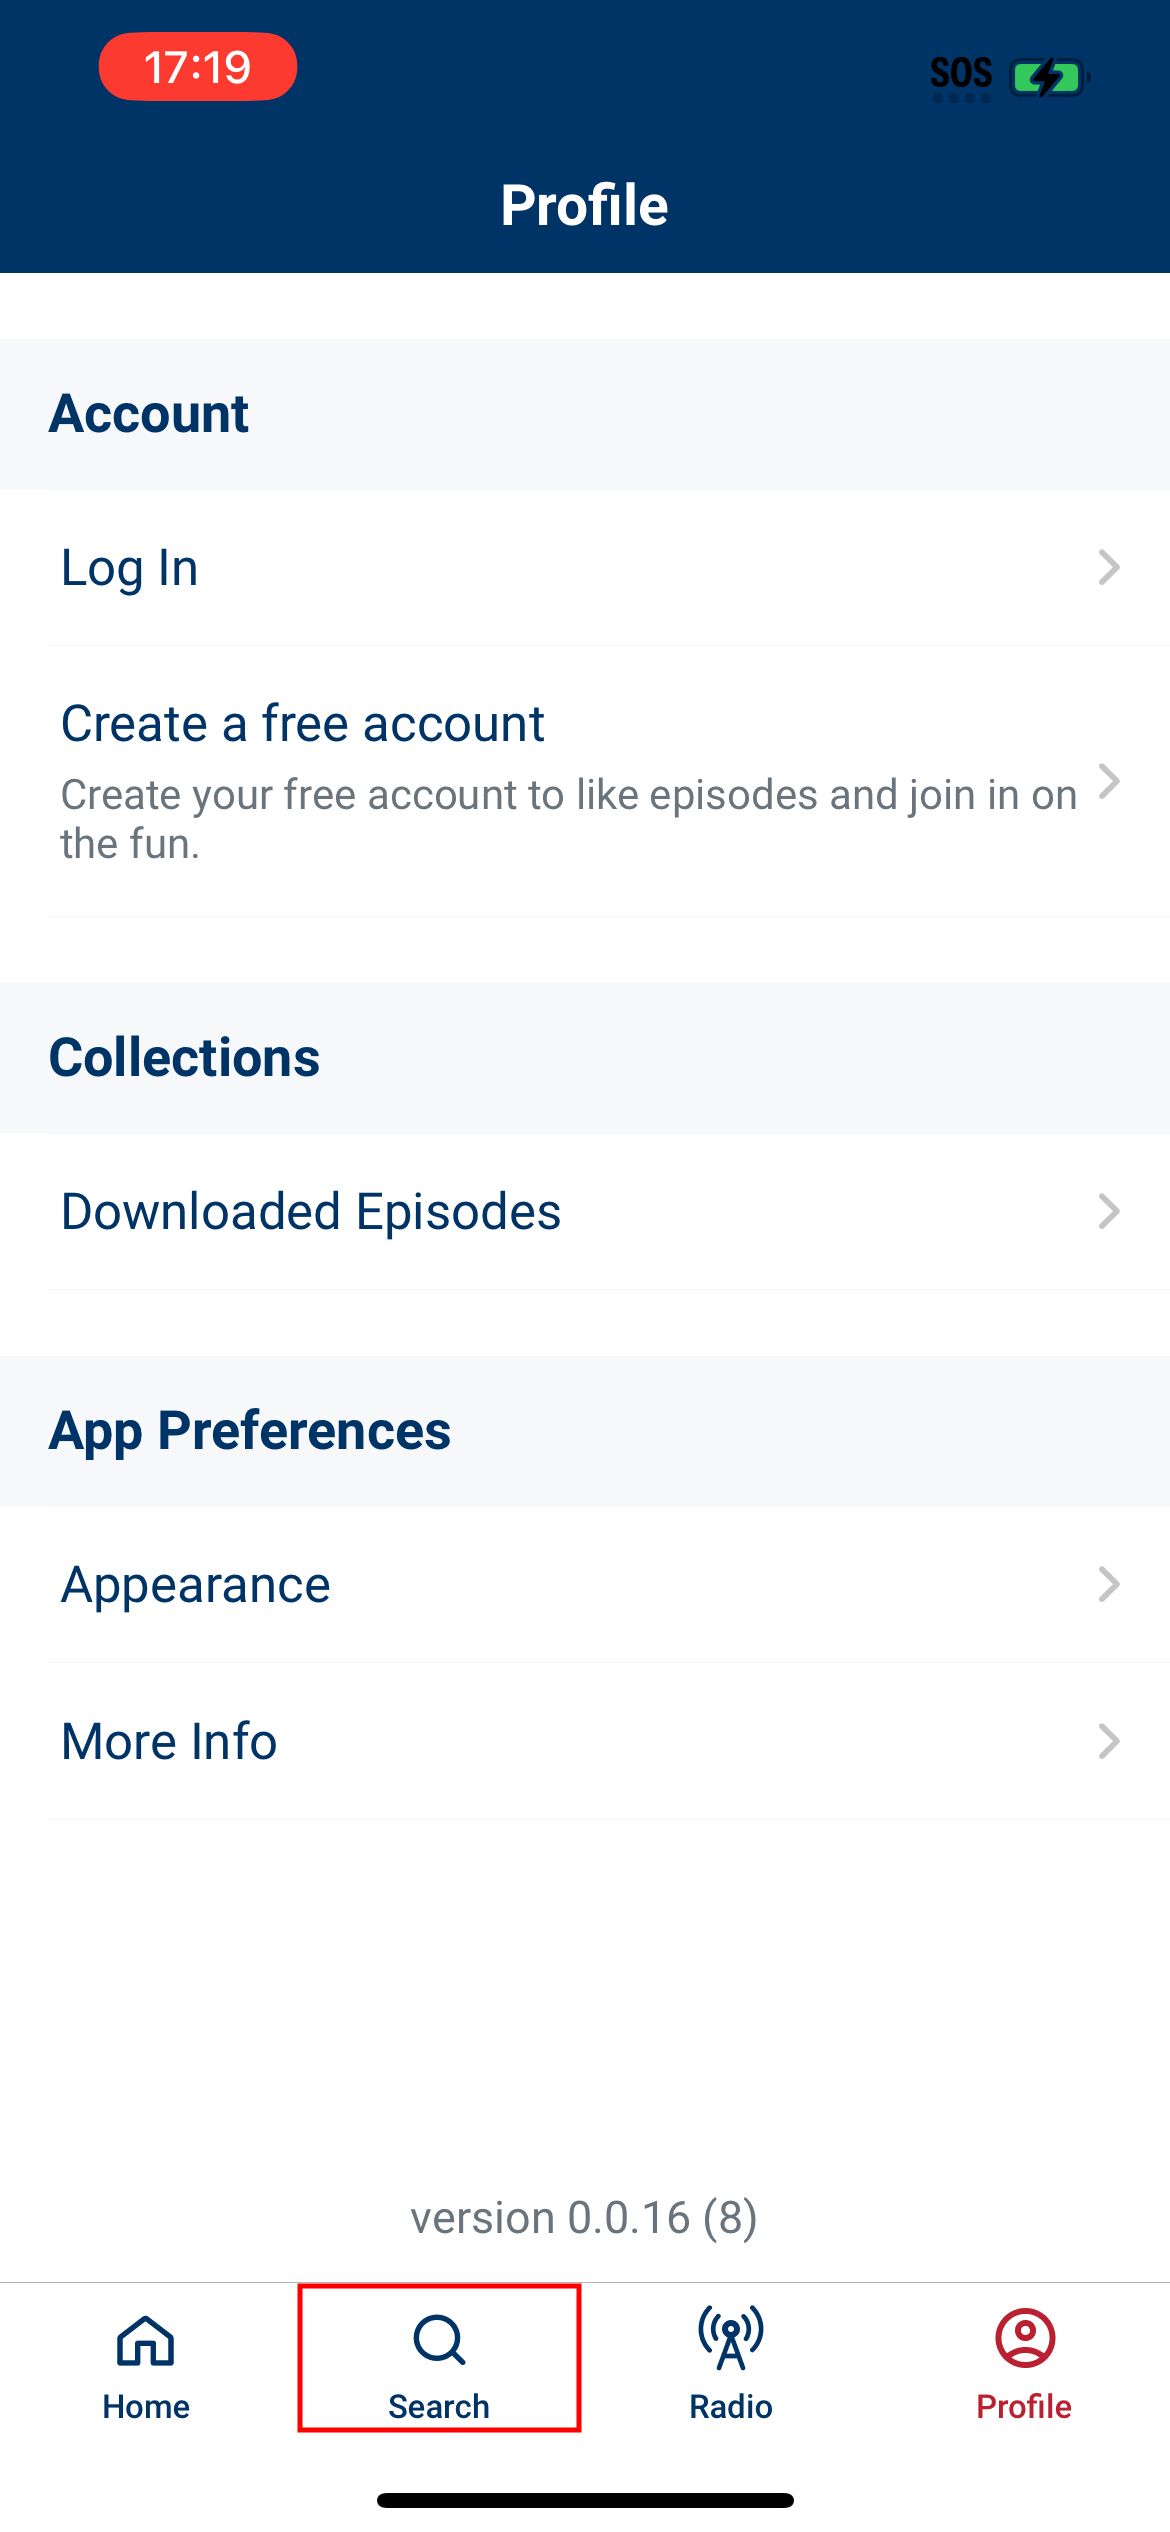 17:19
SOS
Profile
Account
Log In
Create a free account
Create your free account to like episodes and join in on
the fun.
Collections
Downloaded Episodes
App Preferences
Appearance
More Info
version 0.0.16 (8)
Home
Search
Radio
Profile